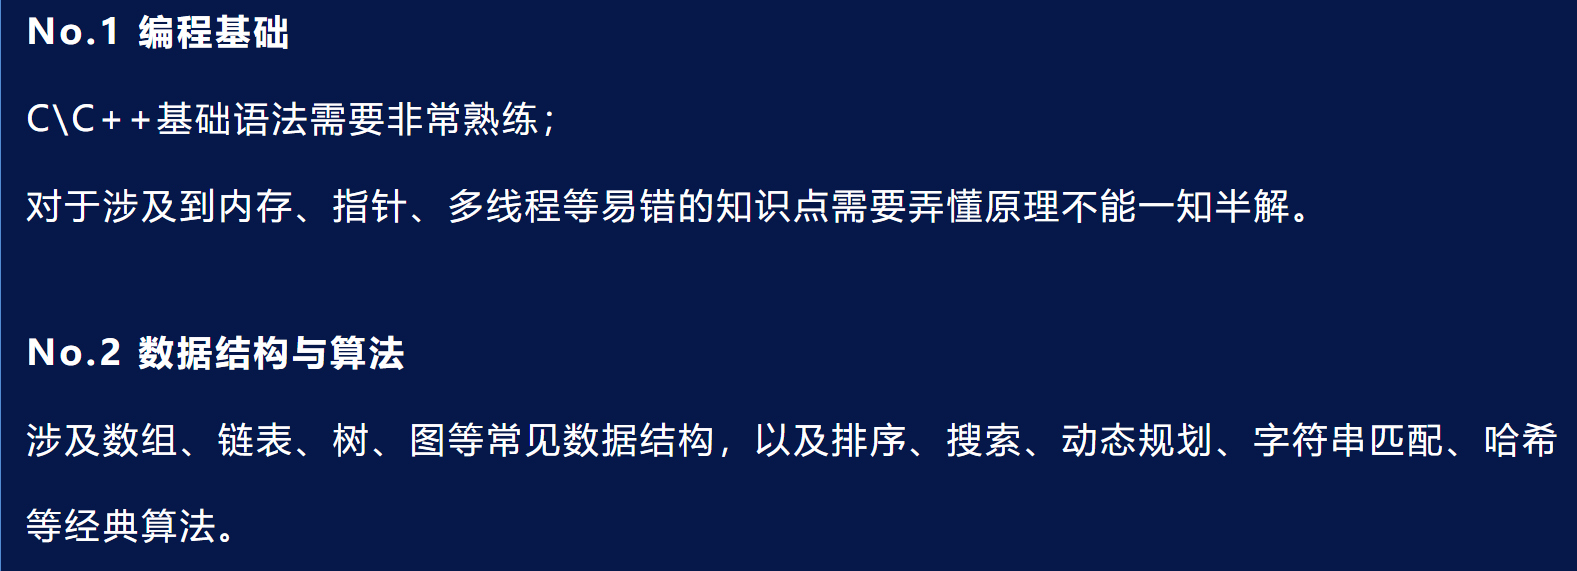 No.1 编程基础
C\C++基础语法需要非常熟练；
对于涉及到内存、指针、多线程等易错的知识点需要弄懂原理不能一知半解。
No.2 数据结构与算法
涉及数组、链表、树、图等常见数据结构，以及排序、搜索、动态规划、字符串匹配、哈希
等经典算法。